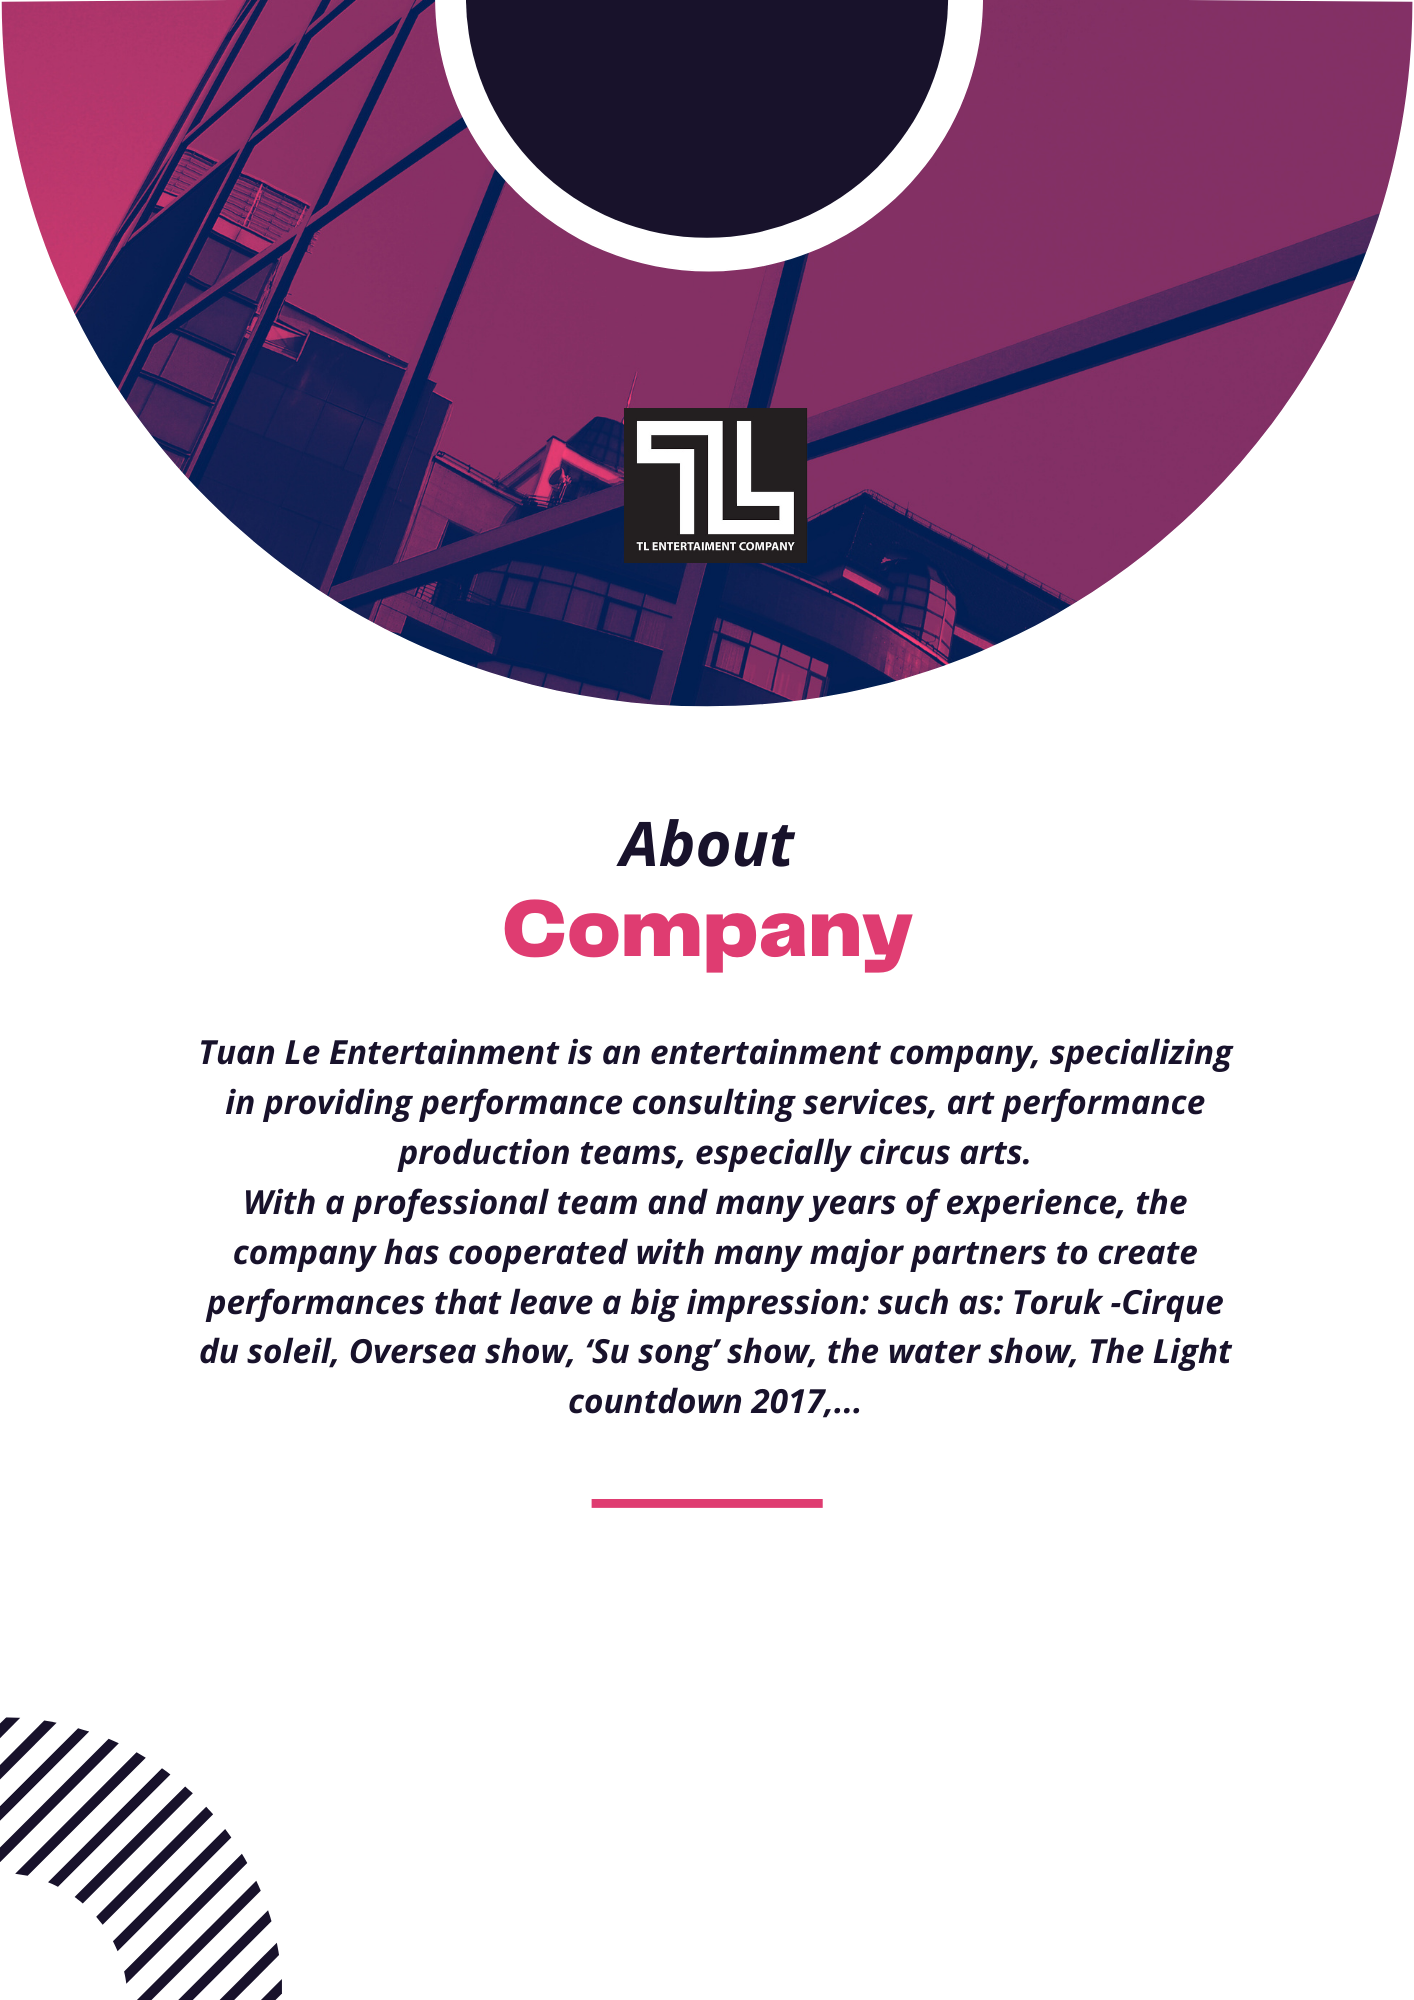 TL
TL ENTERTAIMENT COMPANY
About
Company
Tuan Le Entertainment is an entertainment company, specializing
in providing performance consulting services, art performance
production teams, especially circus arts.
With a professional team and many years of experience, the
company has cooperated with many major partners to create
performances that leave a big impression: such as: Toruk -Cirque
du soleil, Oversea show, ‘Su song’ show, the water show, The Light
countdown 2017,...